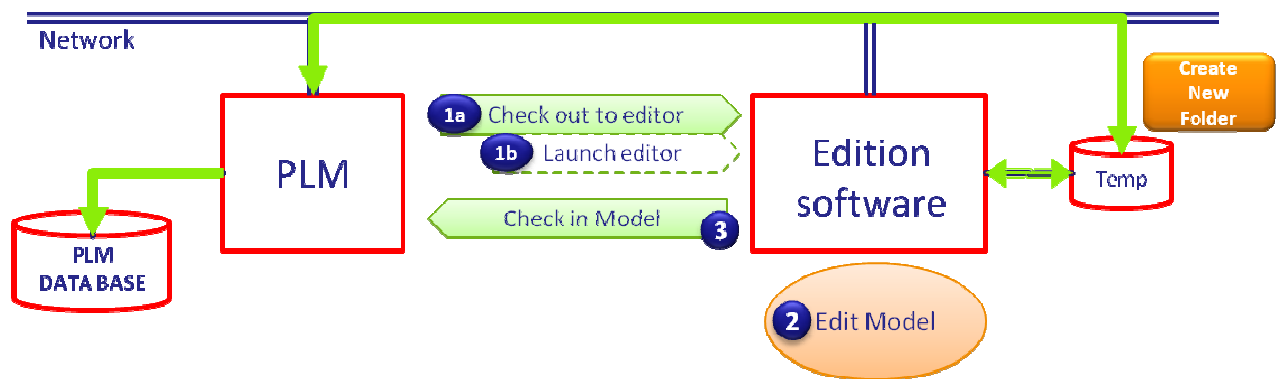 Network
Create
New
Folder
1a Check out to editor
1b Launch editor
PLM
Edition
software
Temp
Check in Model 3
PLM
DATA BASE
2 Edit Model